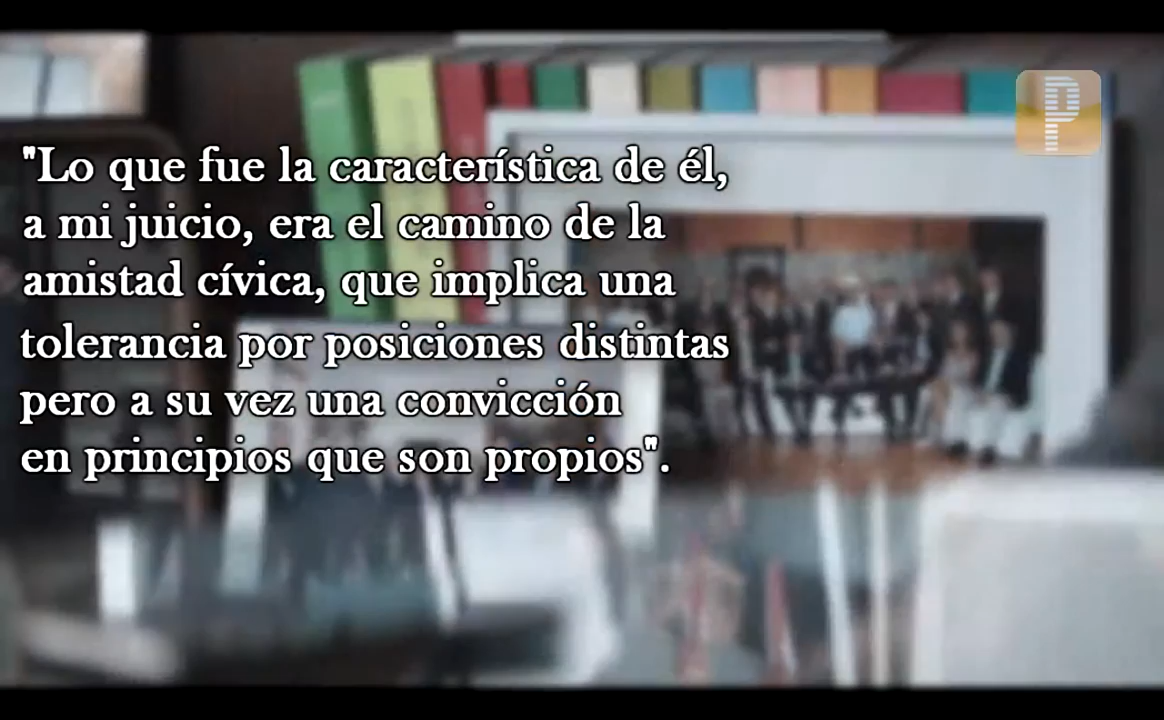 "Lo que fue la característica de él,
a mi juicio, era el camino de la
amistad cívica, que implica una
tolerancia por posiciones distintas
pero a su vez una convicción
en principios que son propios".
P